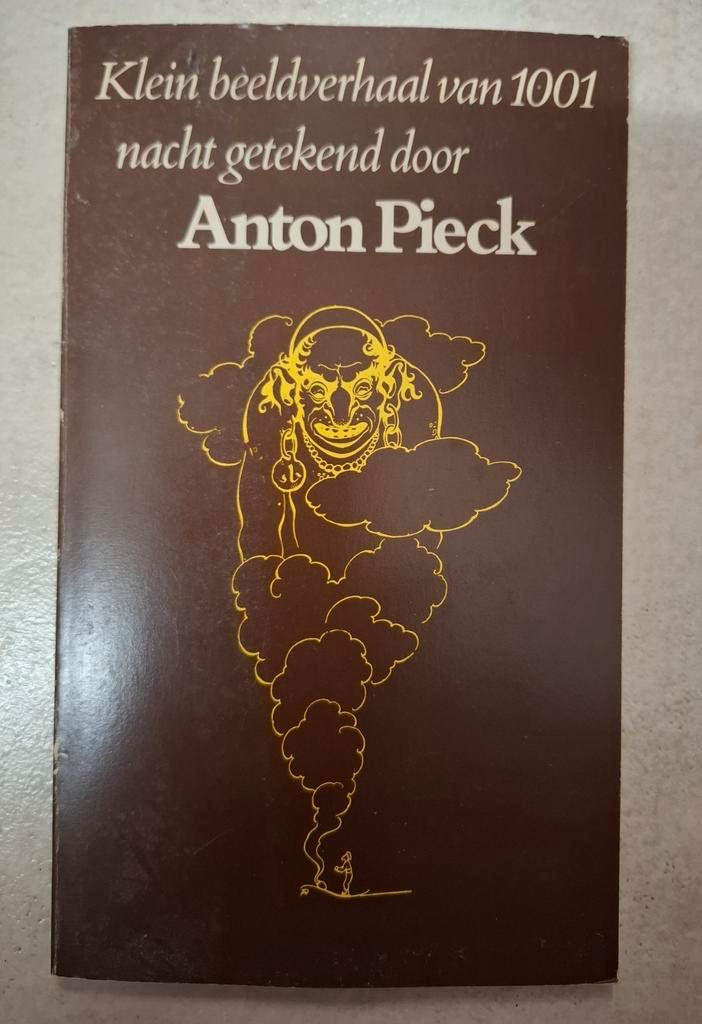 Klein beeldverhaal van 1001
nacht getekend door
Anton Pieck